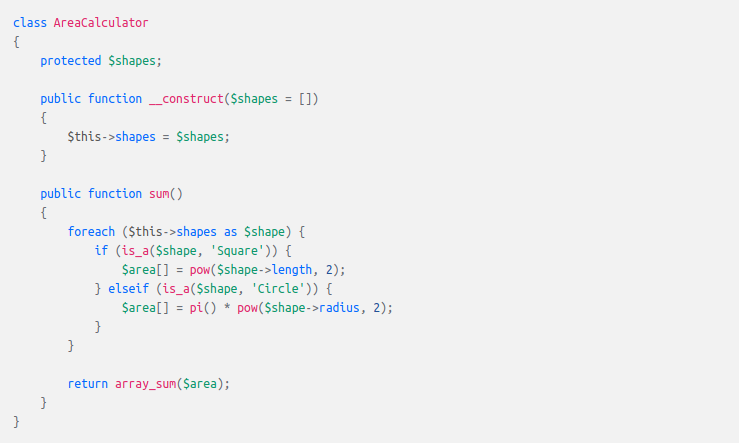 class AreaCalculator
{
    protected $shapes;

    public function __construct($shapes = [])
    {
        $this->shapes = $shapes;
    }

    public function sum()
    {
        foreach ($this->shapes as $shape) {
            if (is_a($shape, 'Square')) {
                $area[] = pow($shape->length, 2);
            } elseif (is_a($shape, 'Circle')) {
                $area[] = pi() * pow($shape->radius, 2);
            }
        }

        return array_sum($area);
    }
}